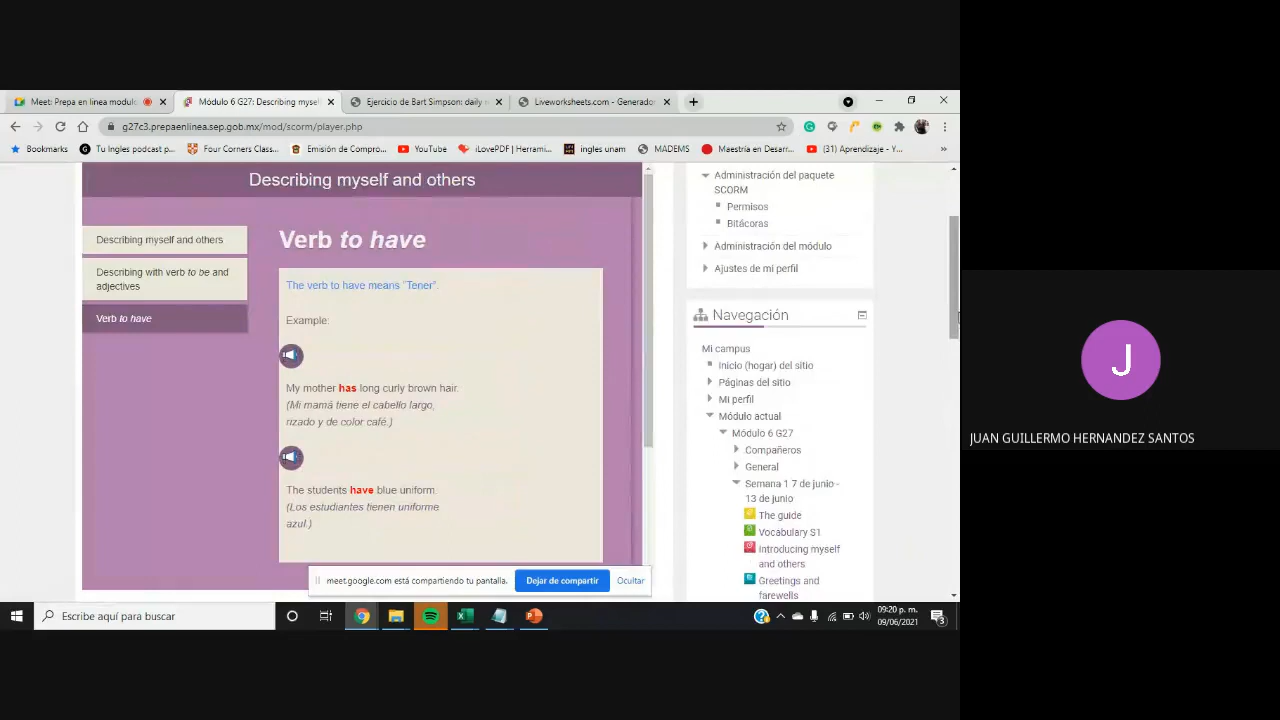 Meet: Prepa en linea modulo
Módulo 6 G27: Describing myse
Ejercicio de Bart Simpson: daily r
Liveworksheets.com - Generado
g27c3.prepaenlinea.sep.gob.mx/mod/scorm/player.php
Bookmarks
Tu Ingles podcast p...
Four Corners Class...
Emisión de Compro...
YouTube
iLovePDF | Herrami...
ingles unam
MADEMS
Maestría en Desarr...
(31) Aprendizaje - Y...
»
Describing myself and others
Describing myself and others
Describing with verb to be and
adjectives
Verb to have
Verb to have
The verb to have means "Tener".
Example:
My mother has long curly brown hair.
(Mi mamá tiene el cabello largo,
rizado y de color café.)
The students have blue uniform.
(Los estudiantes tienen uniforme
azul.)
Administración del paquete
SCORM
Permisos
Bitácoras
Administración del módulo
Ajustes de mi perfil
Navegación
Mi campus
Inicio (hogar) del sitio
Páginas del sitio
Mi perfil
Módulo actual
Módulo 6 G27
Compañeros
General
Semana 1 7 de junio -
13 de junio
The guide
Vocabulary S1
Introducing myself
and others
Greetings and
farewells
meet.google.com está compartiendo tu pantalla.
Dejar de compartir
Ocultar
Escribe aquí para buscar
09:20 p. m.
09/06/2021
3
J
JUAN GUILLERMO HERNANDEZ SANTOS